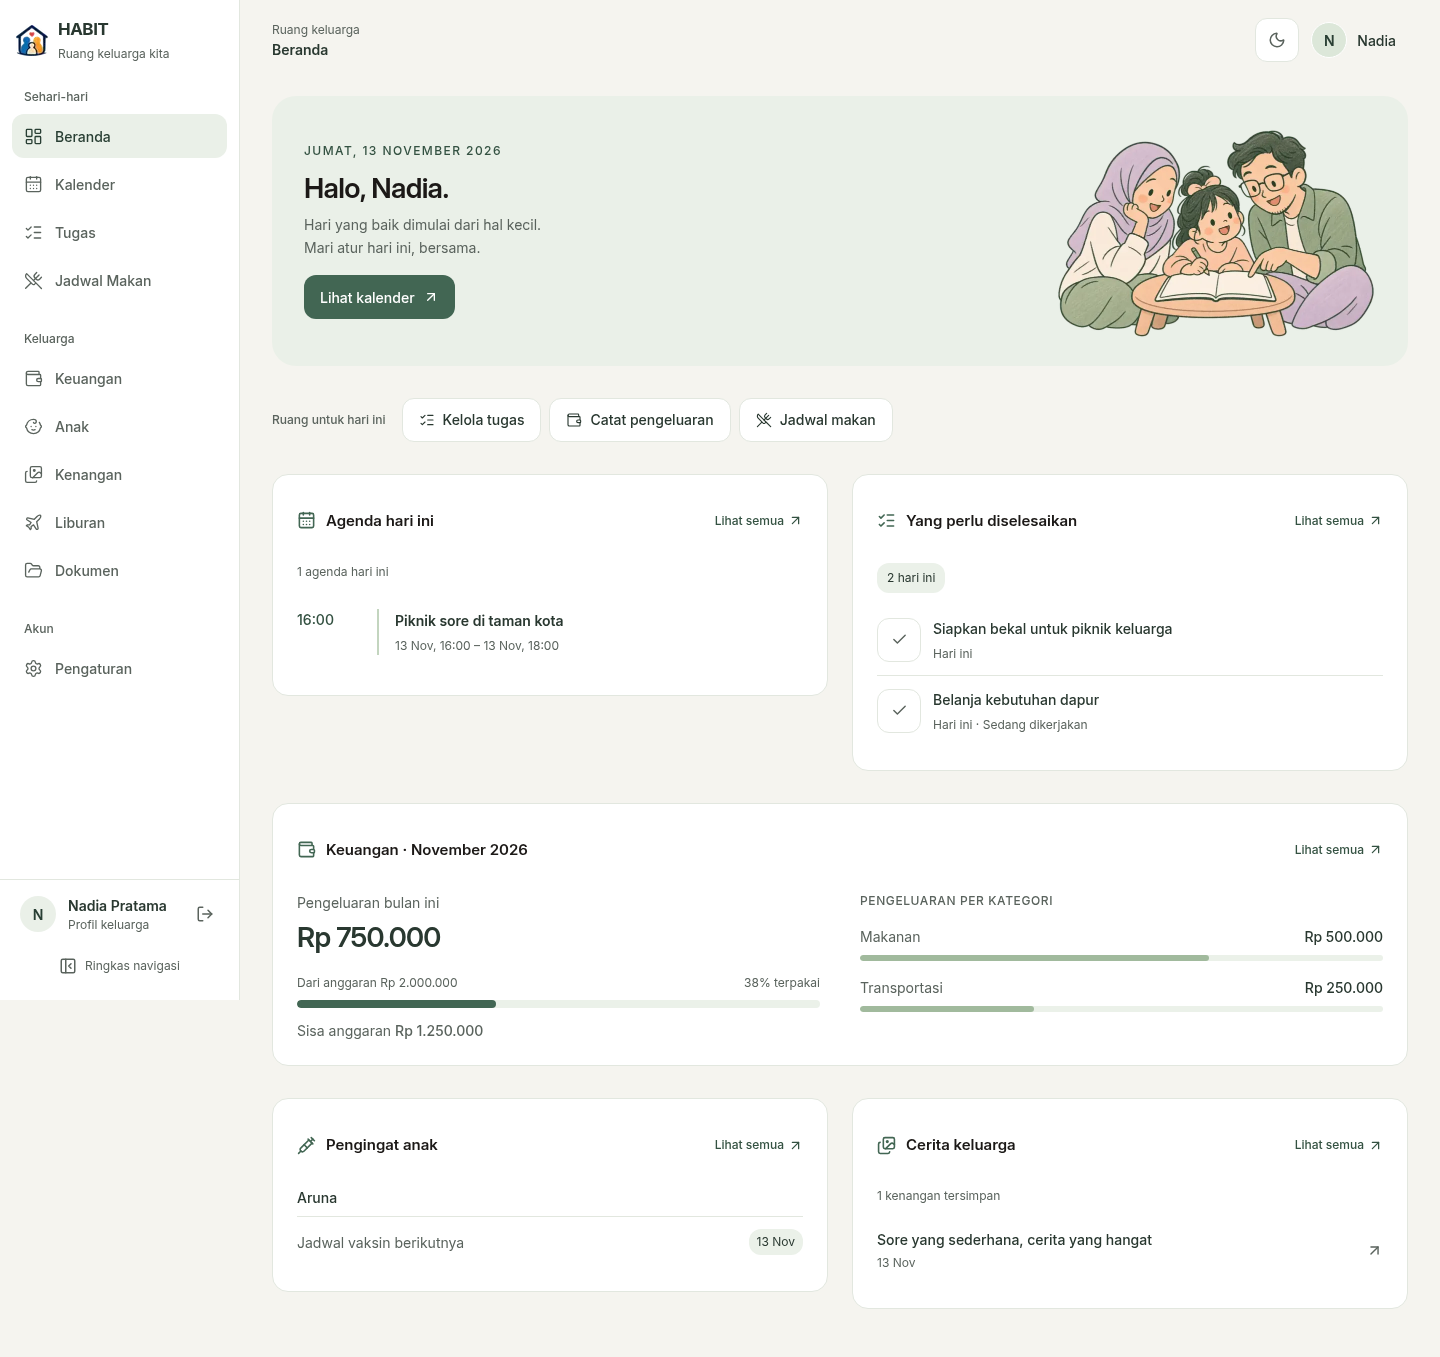 HABIT
Ruang keluarga kita
Sehari-hari
Beranda
Kalender
Tugas
Jadwal Makan
Keluarga
Keuangan
Anak
Kenangan
Liburan
Dokumen
Akun
Pengaturan
N
Nadia Pratama
Profil keluarga
Ringkas navigasi
Ruang keluarga
Beranda
N
Nadia
JUMAT, 13 NOVEMBER 2026
Halo, Nadia.
Hari yang baik dimulai dari hal kecil.
Mari atur hari ini, bersama.
Lihat kalender
Ruang untuk hari ini
Kelola tugas
Catat pengeluaran
Jadwal makan
Agenda hari ini
Lihat semua
1 agenda hari ini
16:00
Piknik sore di taman kota
13 Nov, 16:00 – 13 Nov, 18:00
Yang perlu diselesaikan
Lihat semua
2 hari ini
Siapkan bekal untuk piknik keluarga
Hari ini
Belanja kebutuhan dapur
Hari ini · Sedang dikerjakan
Keuangan · November 2026
Lihat semua
Pengeluaran bulan ini
Rp 750.000
Dari anggaran Rp 2.000.000
38% terpakai
Sisa anggaran Rp 1.250.000
PENGELUARAN PER KATEGORI
Makanan
Rp 500.000
Transportasi
Rp 250.000
Pengingat anak
Lihat semua
Aruna
Jadwal vaksin berikutnya
13 Nov
Cerita keluarga
Lihat semua
1 kenangan tersimpan
Sore yang sederhana, cerita yang hangat
13 Nov